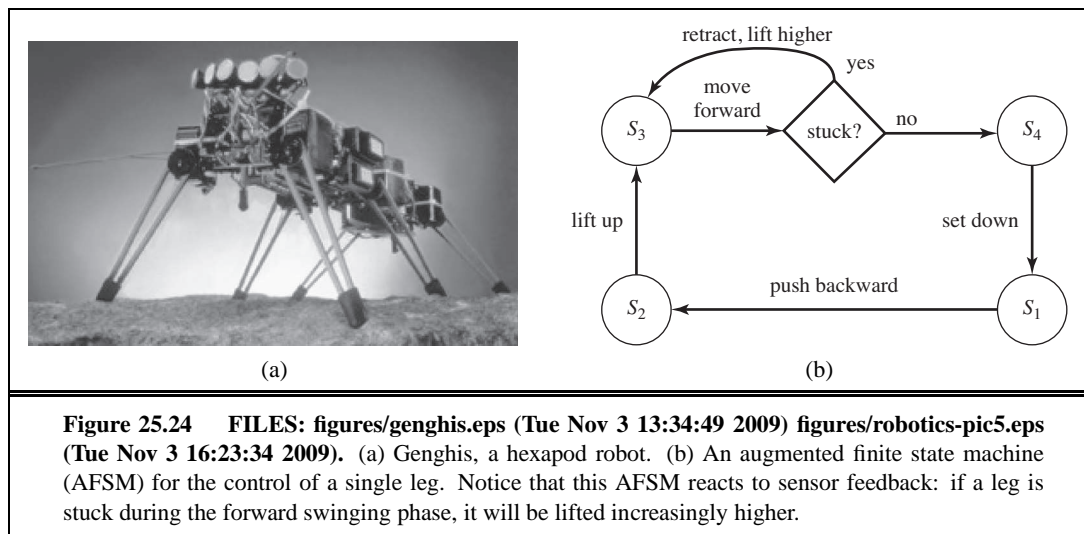 retract, lift higher
yes
move
forward
S3
stuck?
no
S4
lift up
set down
S2
push backward
S1
(a)
(b)
Figure 25.24 FILES: figures/genghis.eps (Tue Nov 3 13:34:49 2009) figures/robotics-pic5.eps
(Tue Nov 3 16:23:34 2009). (a) Genghis, a hexapod robot. (b) An augmented finite state machine
(AFSM) for the control of a single leg. Notice that this AFSM reacts to sensor feedback: if a leg is
stuck during the forward swinging phase, it will be lifted increasingly higher.